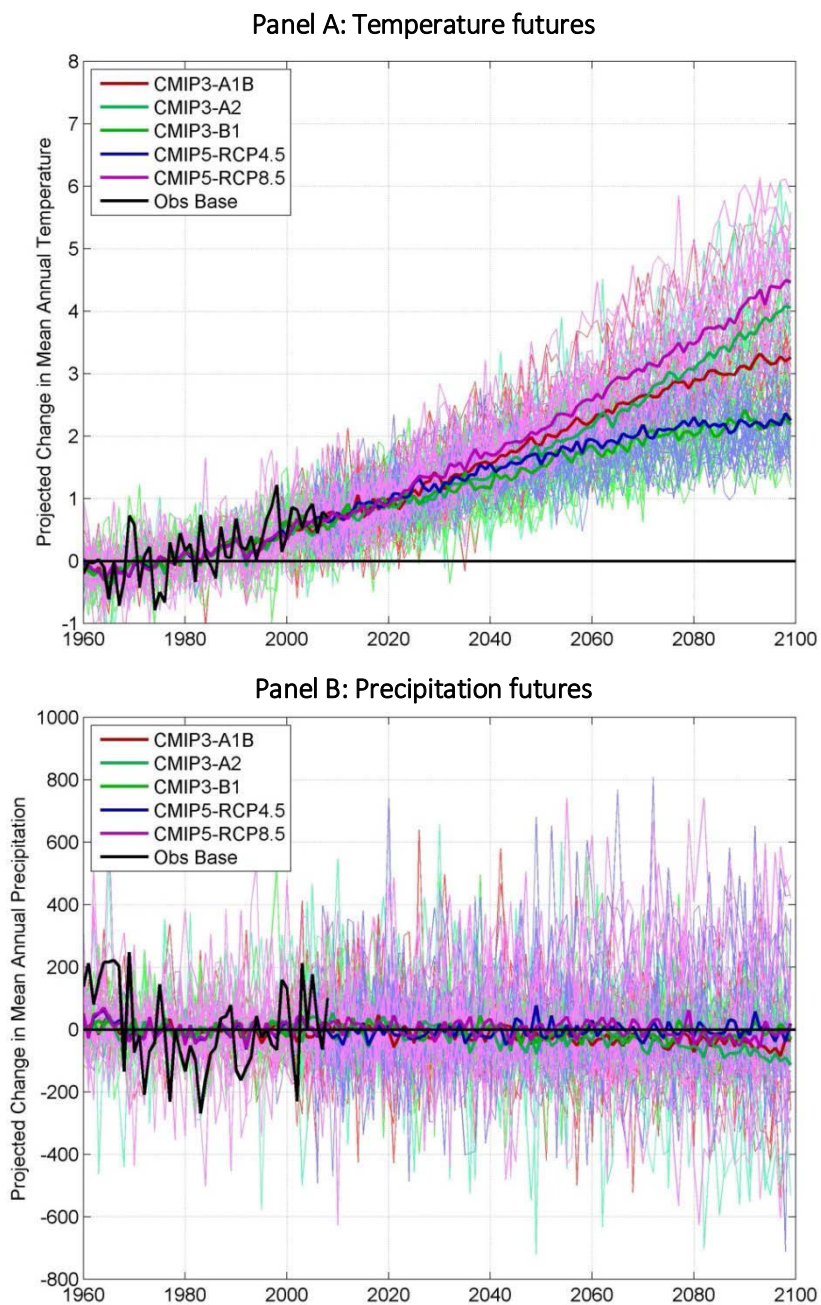 Panel A: Temperature futures
8
7
6
5
4
3
2
1
0
-1
Projected Change in Mean Annual Temperature
CMIP3-A1B
CMIP3-A2
CMIP3-B1
CMIP5-RCP4.5
CMIP5-RCP8.5
Obs Base
1960 1980 2000 2020 2040 2060 2080 2100
Panel B: Precipitation futures
1000
800
600
400
200
0
-200
-400
-600
-800
Projected Change in Mean Annual Precipitation
CMIP3-A1B
CMIP3-A2
CMIP3-B1
CMIP5-RCP4.5
CMIP5-RCP8.5
Obs Base
1960 1980 2000 2020 2040 2060 2080 2100